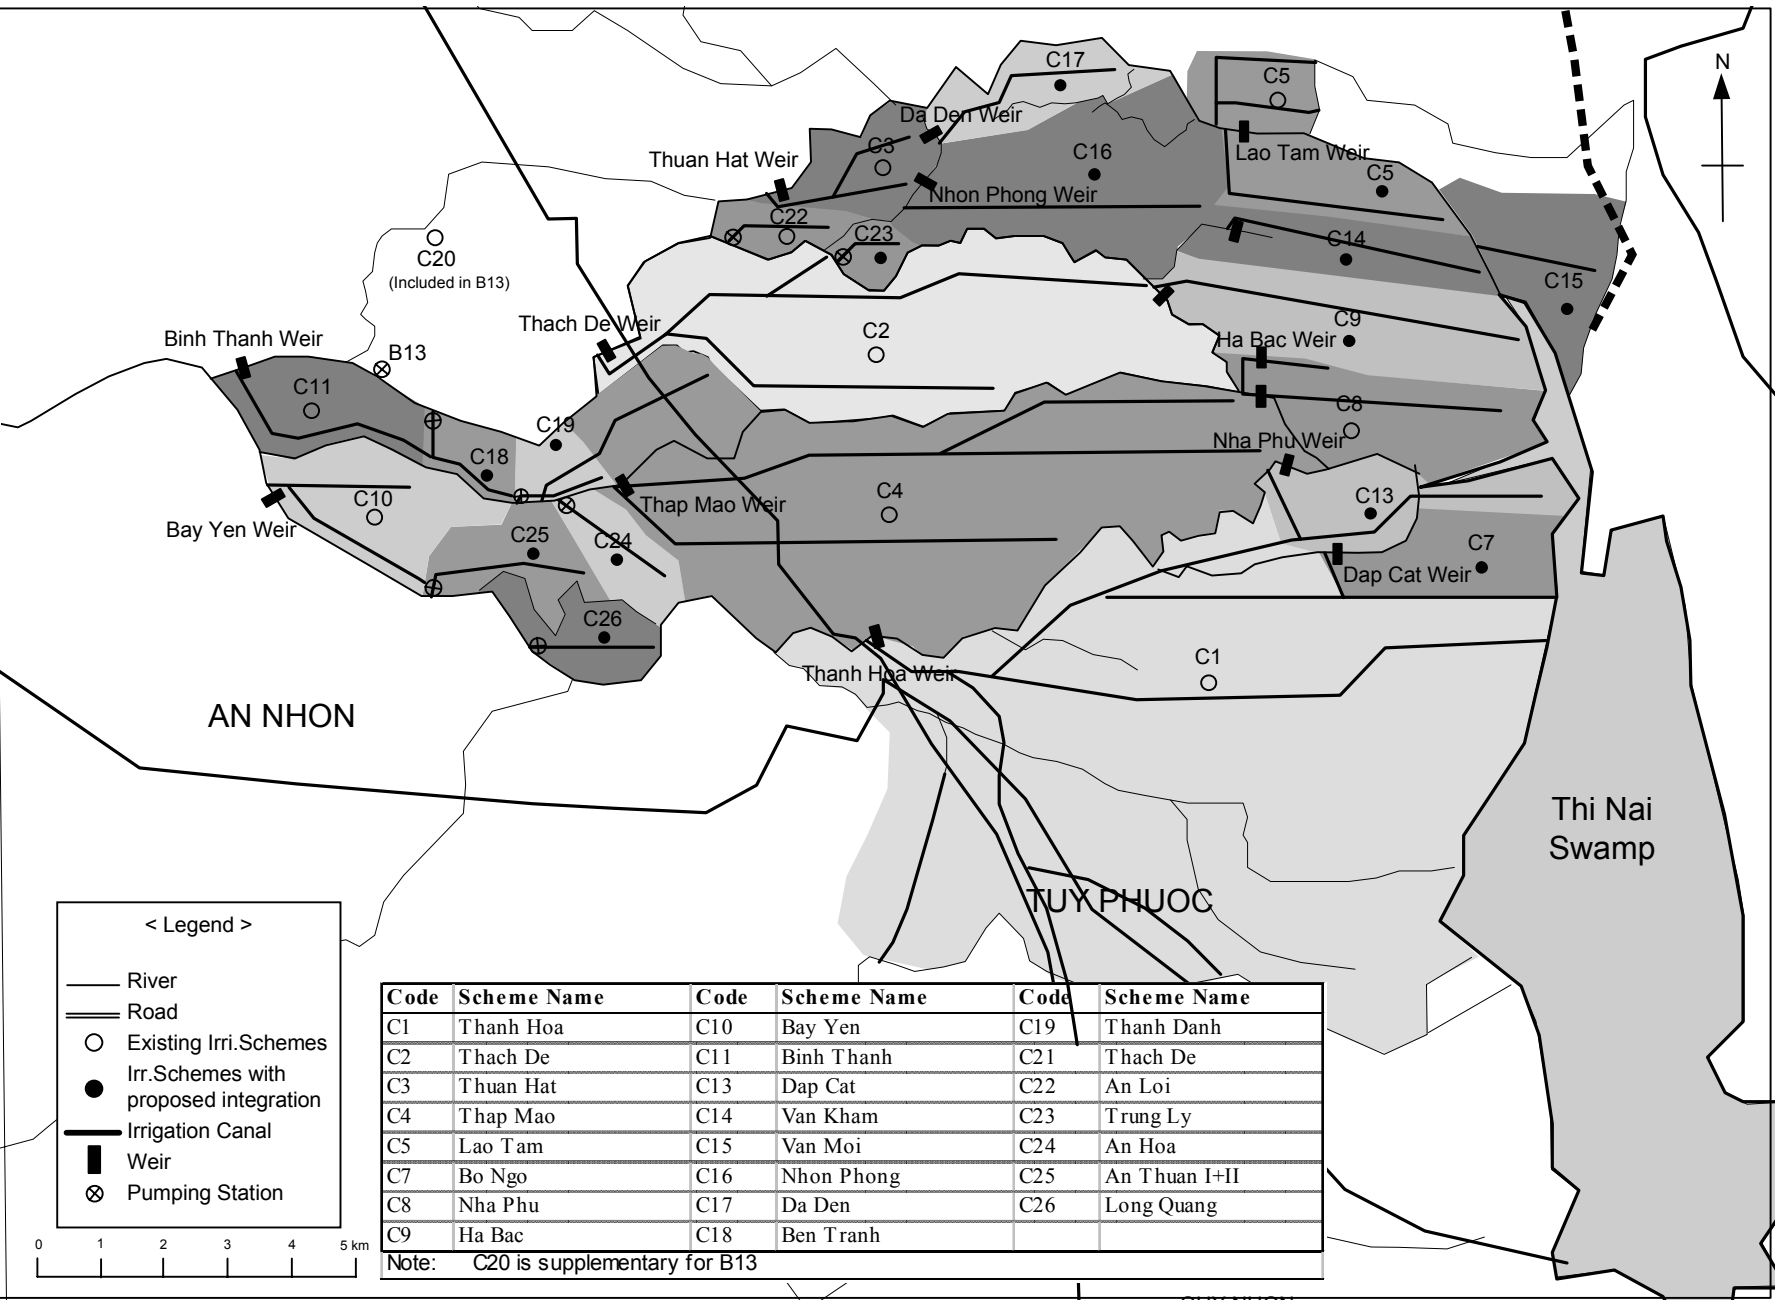 C17
N
C5
Da Den Weir
C3
Thuan Hat Weir
C16
Lao Tam Weir
C5
Nhon Phong Weir
C22
C23
C14
C20
(Included in B13)
C15
Thach De Weir
C9
C2
Binh Thanh Weir
Ha Bac Weir
B13
C11
C8
C19
Nha Phu Weir
C18
C10
C4
C13
Thap Mao Weir
Bay Yen Weir
C25
C24
C7
Dap Cat Weir
C26
C1
Thanh Hoa Weir
AN NHON
Thi Nai
Swamp
TUY PHUOC
< Legend >
River
Road
Existing Irri.Schemes
Irr.Schemes with
proposed integration
Irrigation Canal
Weir
Pumping Station
0 1 2 3 4 5 km
Code Scheme Name Code Scheme Name Code Scheme Name
C1 Thanh Hoa C10 Bay Yen C19 Thanh Danh
C2 Thach De C11 Binh Thanh C21 Thach De
C3 Thuan Hat C13 Dap Cat C22 An Loi
C4 Thap Mao C14 Van Kham C23 Trung Ly
C5 Lao Tam C15 Van Moi C24 An Hoa
C7 Bo Ngo C16 Nhon Phong C25 An Thuan I+II
C8 Nha Phu C17 Da Den C26 Long Quang
C9 Ha Bac C18 Ben Tranh
Note: C20 is supplementary for B13